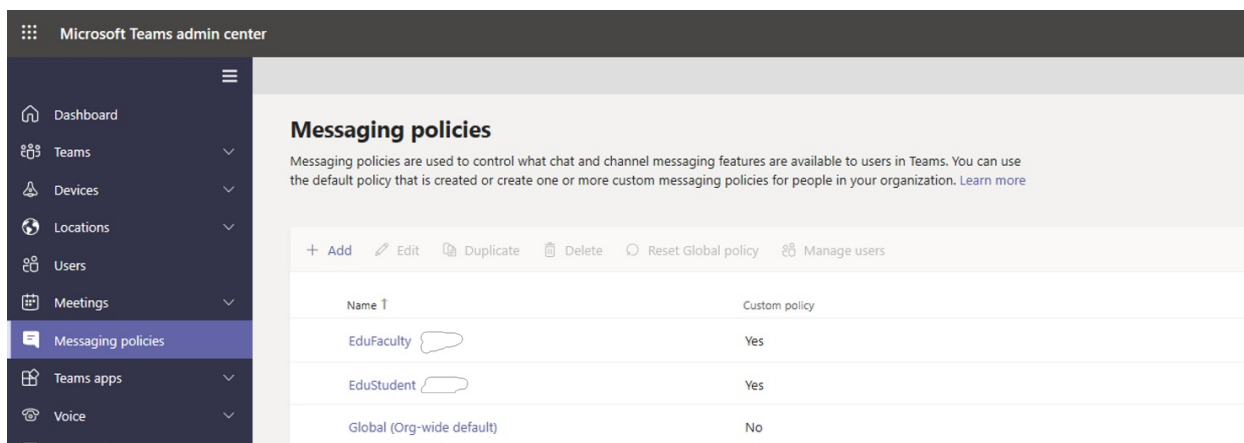 Microsoft Teams admin center
Dashboard
Teams
Devices
Locations
Users
Meetings
Messaging policies
Teams apps
Voice
Messaging policies
Messaging policies are used to control what chat and channel messaging features are available to users in Teams. You can use
the default policy that is created or create one or more custom messaging policies for people in your organization. Learn more
+ Add Edit Duplicate Delete Reset Global policy Manage users
Name ↑ Custom policy
EduFaculty Yes
EduStudent Yes
Global (Org-wide default) No